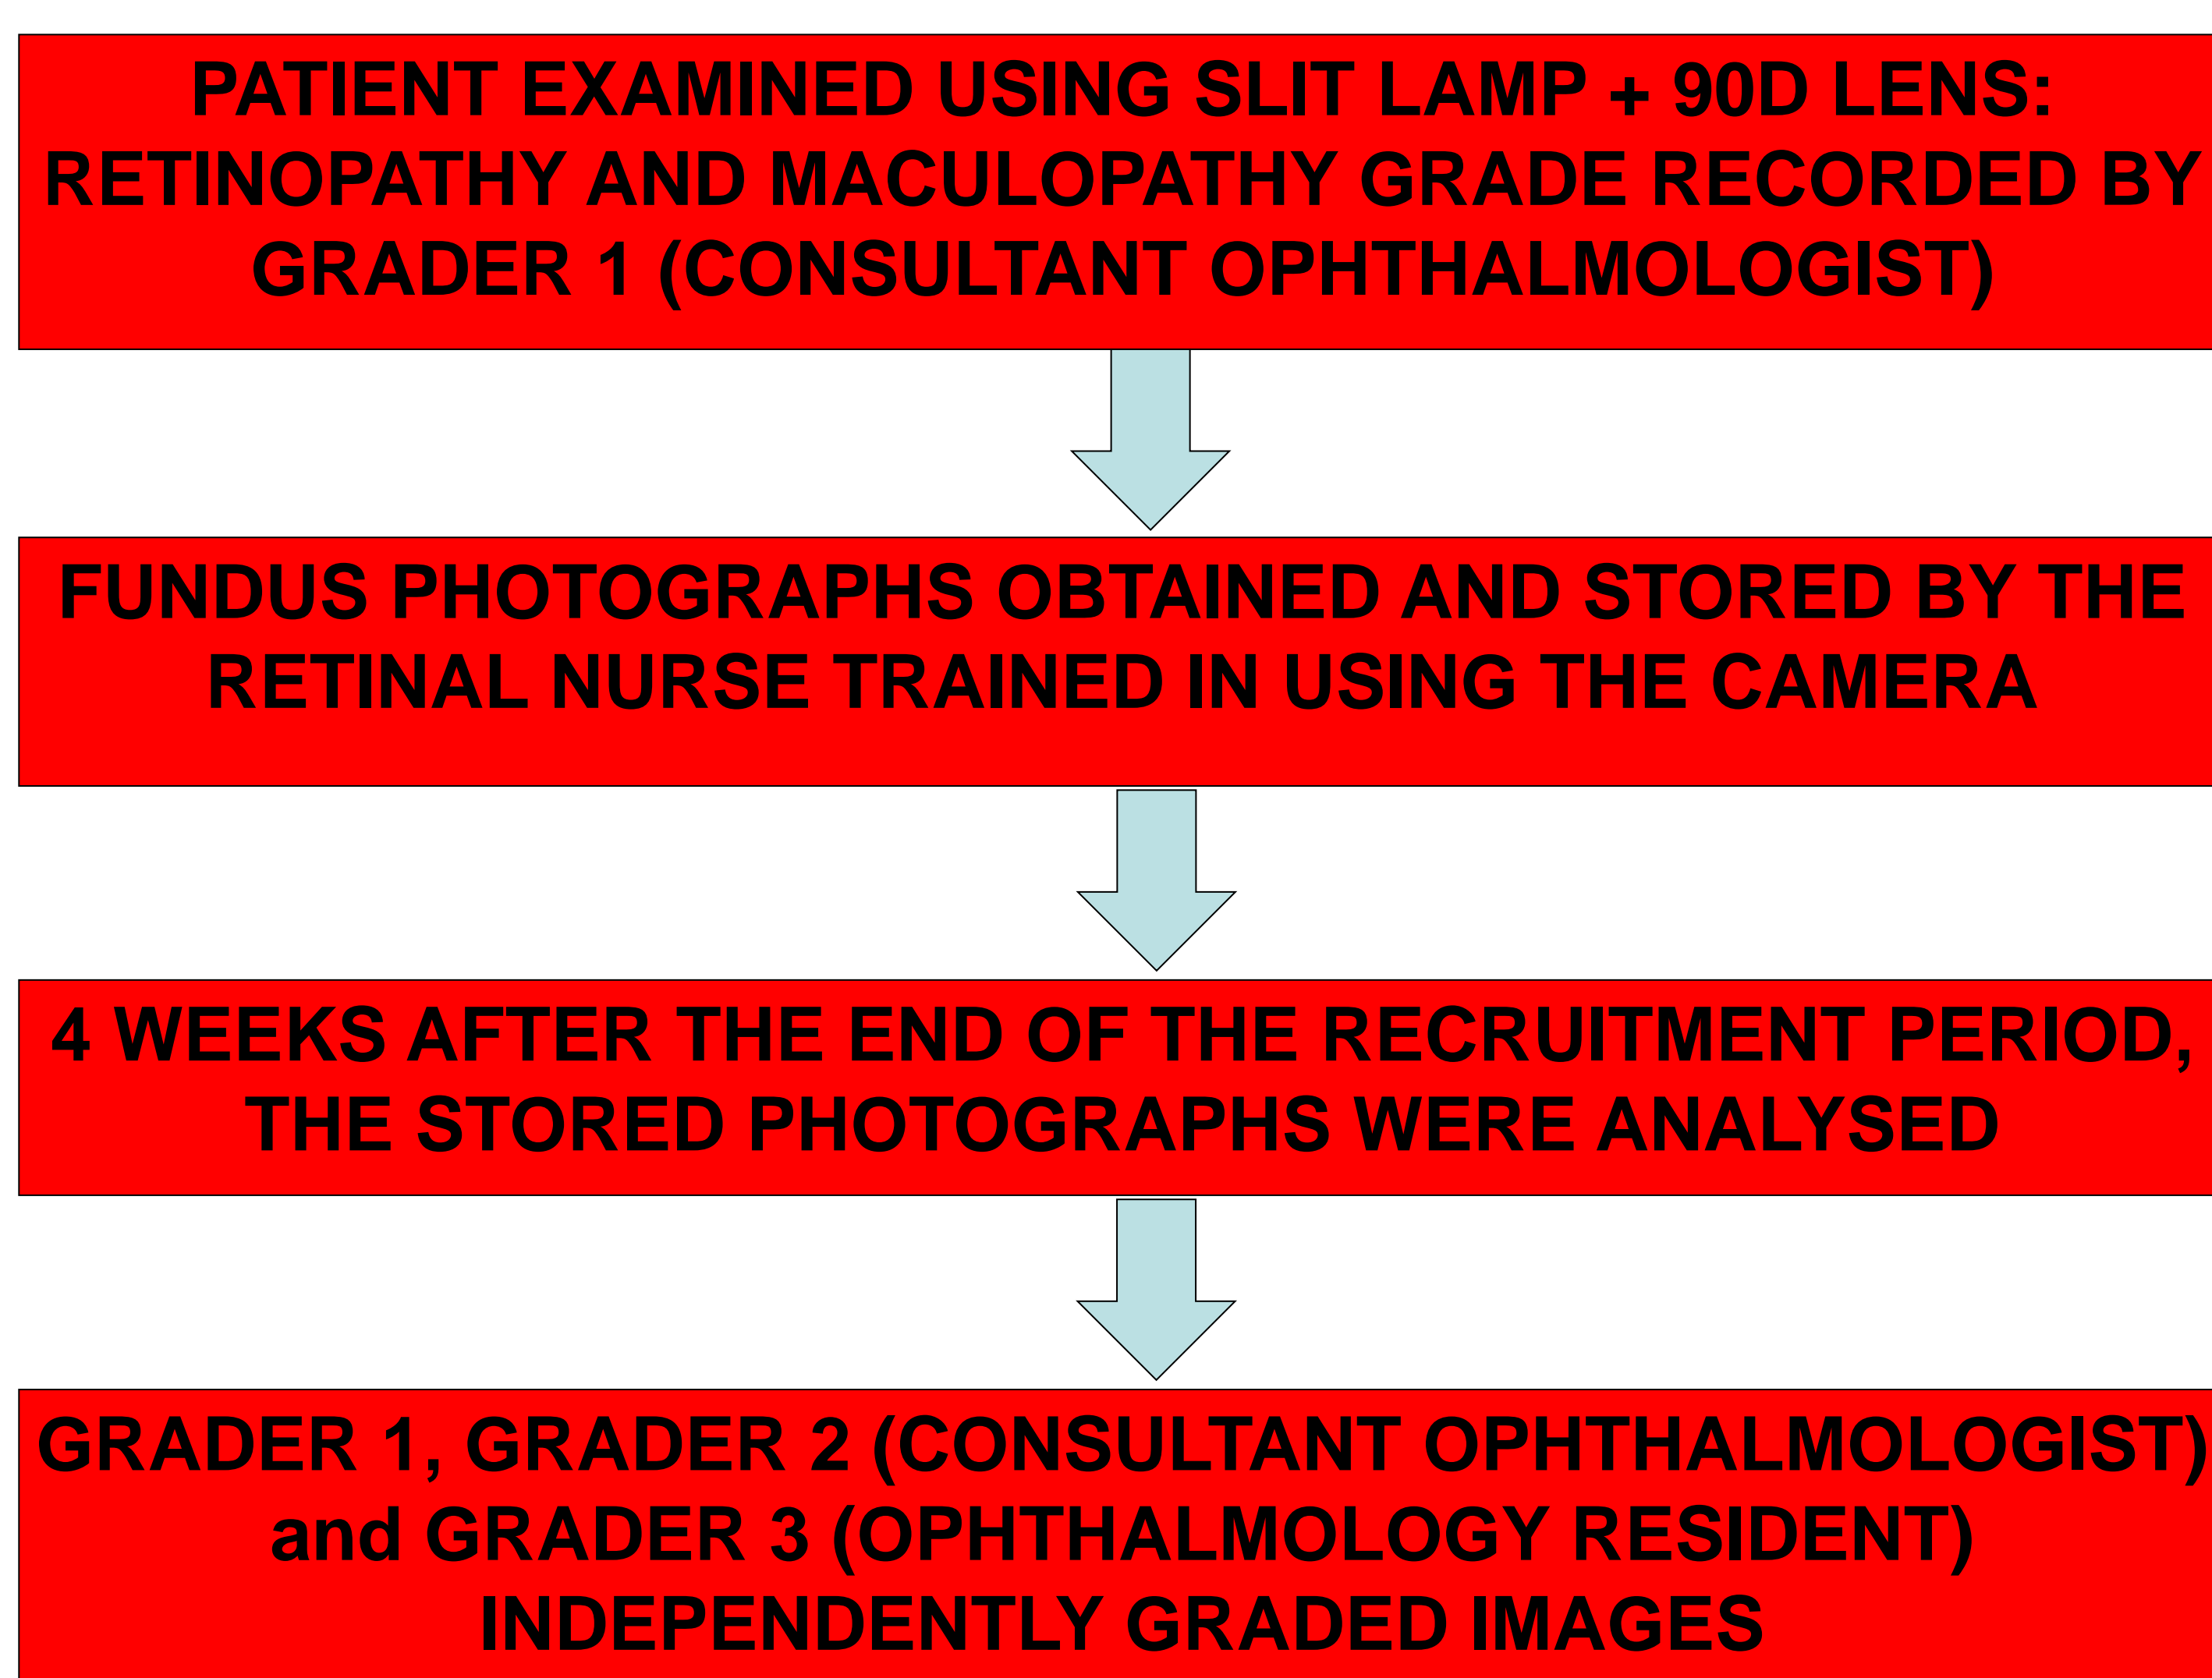 PATIENT EXAMINED USING SLIT LAMP + 90D LENS:
RETINOPATHY AND MACULOPATHY GRADE RECORDED BY
GRADER 1 (CONSULTANT OPHTHALMOLOGIST)
FUNDUS PHOTOGRAPHS OBTAINED AND STORED BY THE
RETINAL NURSE TRAINED IN USING THE CAMERA
4 WEEKS AFTER THE END OF THE RECRUITMENT PERIOD,
THE STORED PHOTOGRAPHS WERE ANALYSED
GRADER 1, GRADER 2 (CONSULTANT OPHTHALMOLOGIST)
and GRADER 3 (OPHTHALMOLOGY RESIDENT)
INDEPENDENTLY GRADED IMAGES